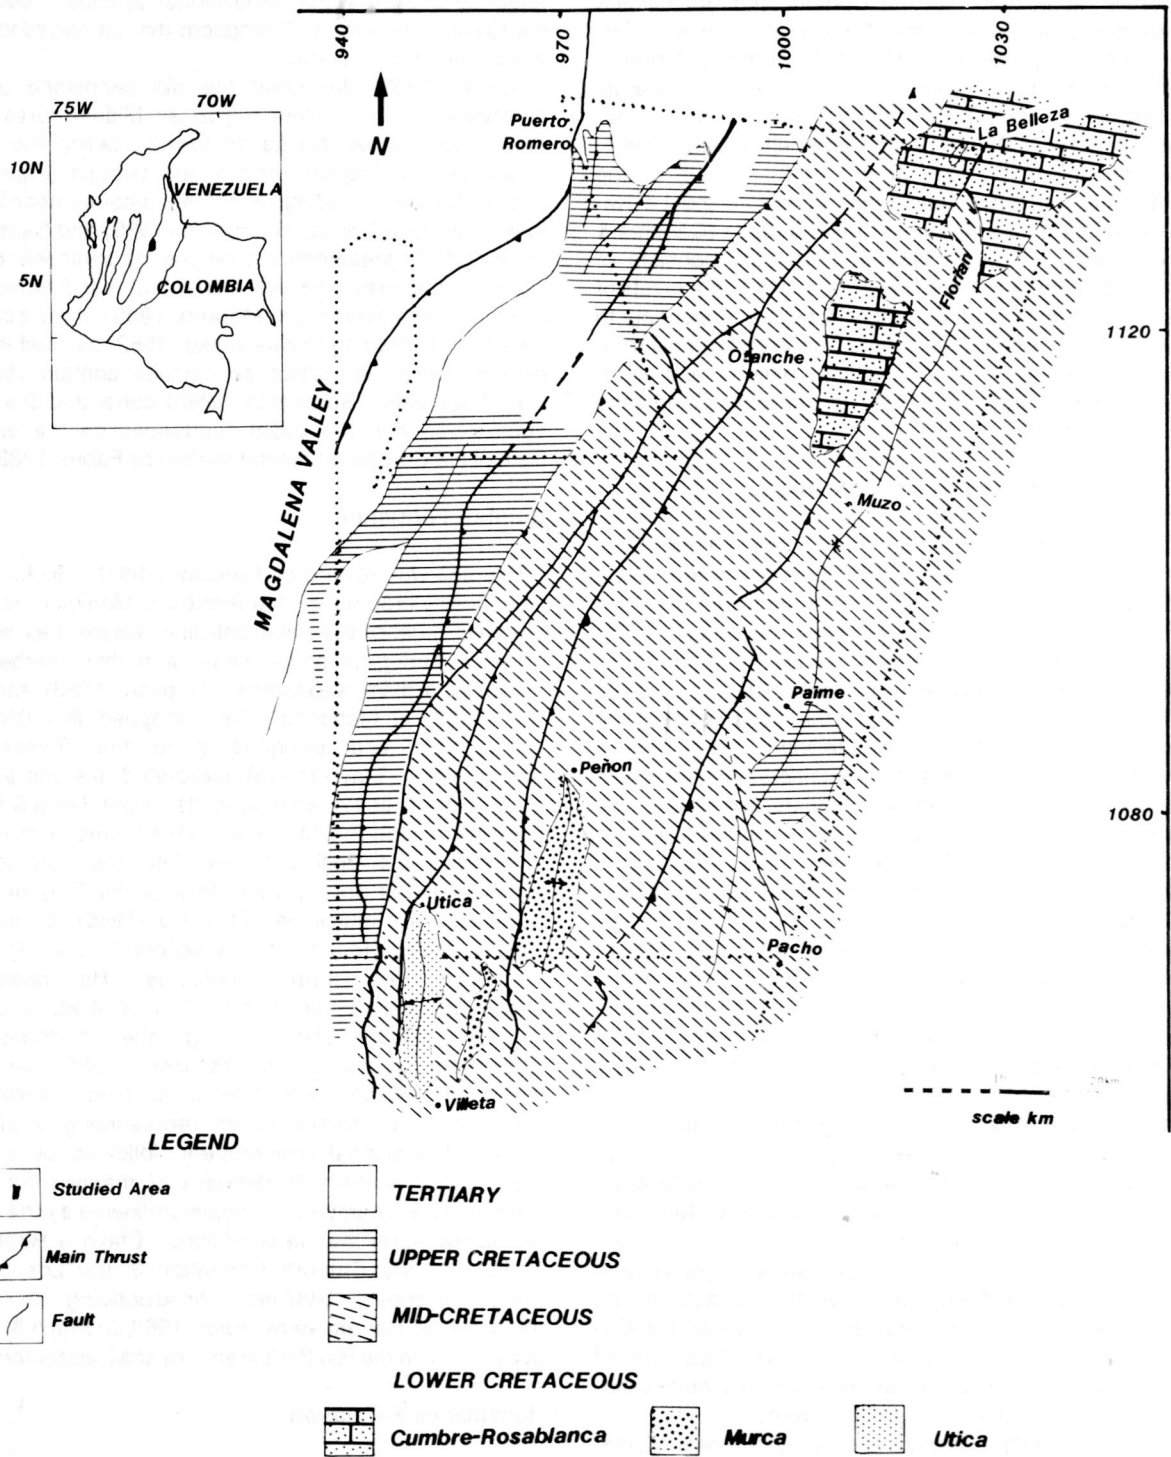 940
970
1000
1030
N
75W
70W
10N
5N
VENEZUELA
COLOMBIA
Puerto
Romero
La Belleza
Florian
1120
Otanche
MAGDALENA VALLEY
Muzo
Paime
Peñon
1080
Utica
Pacho
Villeta
scale km
LEGEND
Studied Area
Main Thrust
Fault
TERTIARY
UPPER CRETACEOUS
MID-CRETACEOUS
LOWER CRETACEOUS
Cumbre-Rosablanca
Murca
Utica